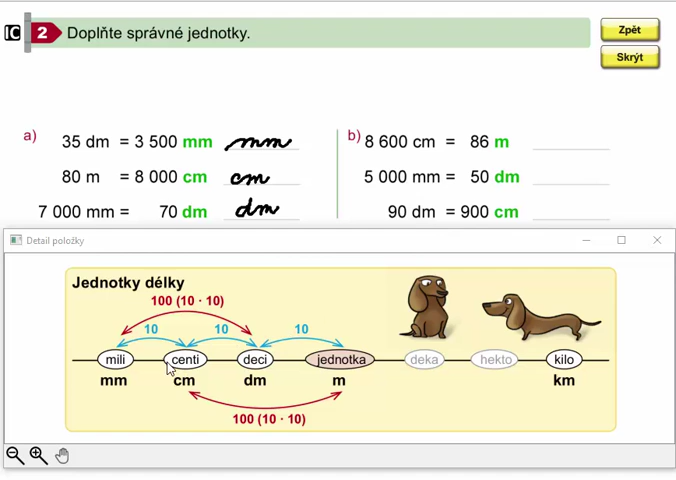 IC 2 Doplňte správné jednotky.
Zpět
Skrýt
a) 35 dm = 3 500 mm mm
80 m = 8 000 cm cm
7 000 mm = 70 dm dm
b) 8 600 cm = 86 m
5 000 mm = 50 dm
90 dm = 900 cm
Detail položky
Jednotky délky
100 (10 · 10)
10 10 10
mili centi deci jednotka deka hekto kilo
mm cm dm m km
100 (10 · 10)